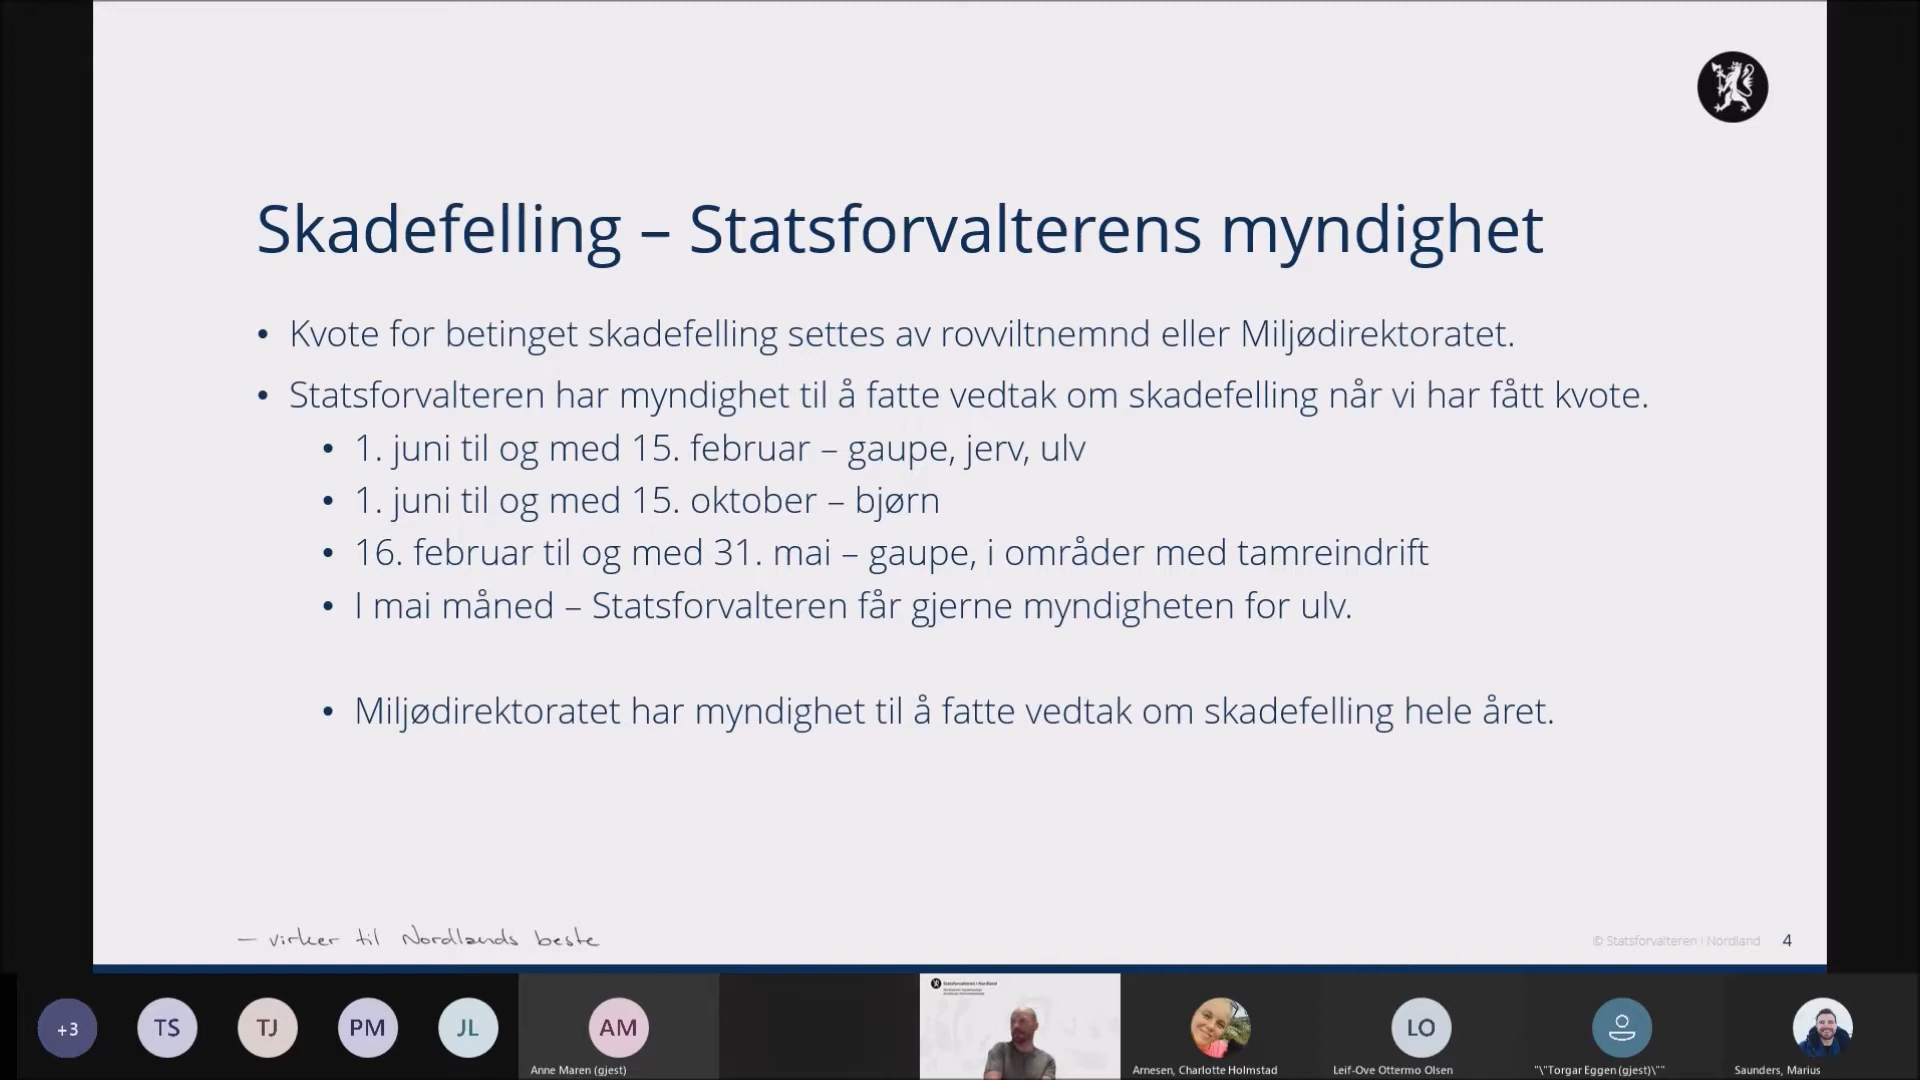 Skadefelling – Statsforvalterens myndighet
• Kvote for betinget skadefelling settes av rovviltnemnd eller Miljødirektoratet.
• Statsforvalteren har myndighet til å fatte vedtak om skadefelling når vi har fått kvote.
• 1. juni til og med 15. februar – gaupe, jerv, ulv
• 1. juni til og med 15. oktober – bjørn
• 16. februar til og med 31. mai – gaupe, i områder med tamreindrift
• I mai måned – Statsforvalteren får gjerne myndigheten for ulv.
• Miljødirektoratet har myndighet til å fatte vedtak om skadefelling hele året.
– virker til Nordlands beste
© Statsforvalteren i Nordland 4
Statsforvalteren i Nordland
+3 TS TJ PM JL AM LO
Anne Maren (gjest) Arnesen, Charlotte Holmstad Leif-Ove Ottermo Olsen "\"Torgar Eggen (gjest)\"" Saunders, Marius